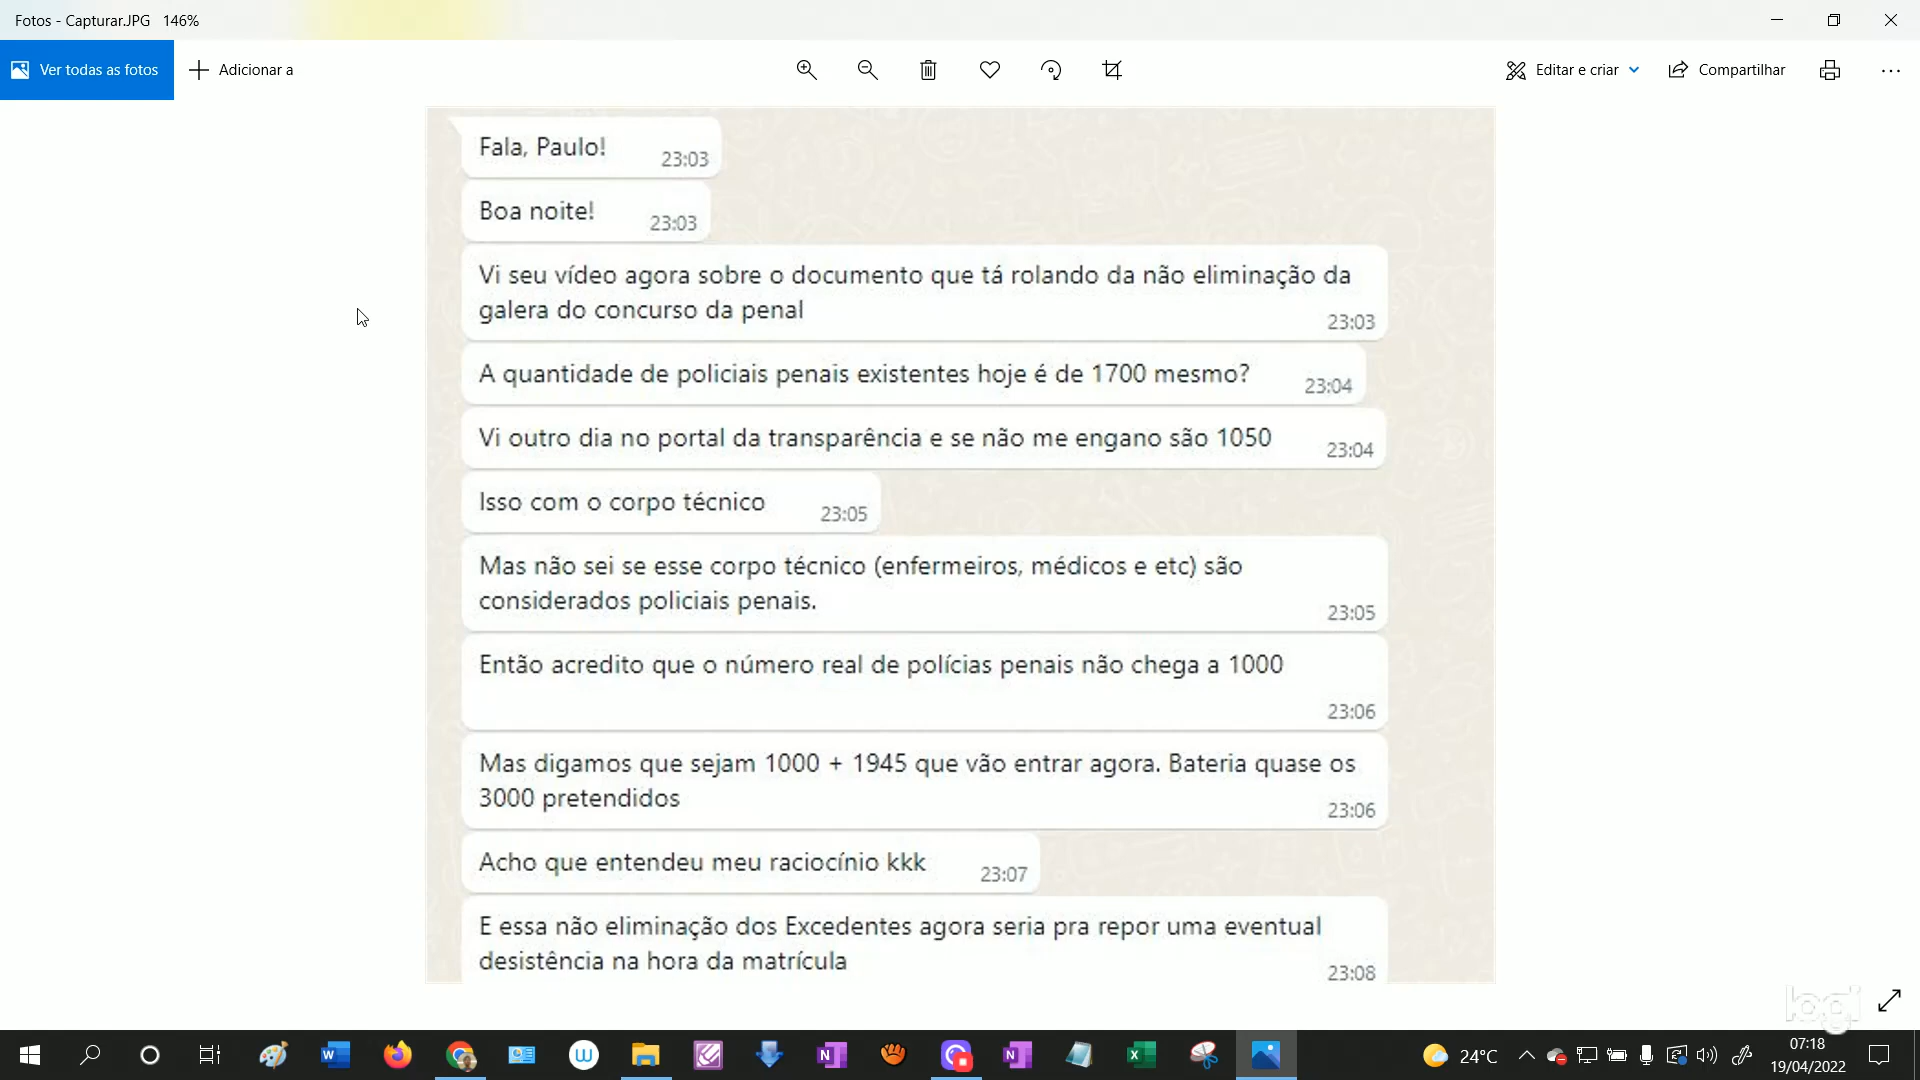 Fotos - Capturar.JPG 146%
Ver todas as fotos
Adicionar a
Editar e criar
Compartilhar
Fala, Paulo!
23:03
Boa noite!
23:03
Vi seu vídeo agora sobre o documento que tá rolando da não eliminação da
galera do concurso da penal
23:03
A quantidade de policiais penais existentes hoje é de 1700 mesmo?
23:04
Vi outro dia no portal da transparência e se não me engano são 1050
23:04
Isso com o corpo técnico
23:05
Mas não sei se esse corpo técnico (enfermeiros, médicos e etc) são
considerados policiais penais.
23:05
Então acredito que o número real de polícias penais não chega a 1000
23:06
Mas digamos que sejam 1000 + 1945 que vão entrar agora. Bateria quase os
3000 pretendidos
23:06
Acho que entendeu meu raciocínio kkk
23:07
E essa não eliminação dos Excedentes agora seria pra repor uma eventual
desistência na hora da matrícula
23:08
logi
24°C
07:18
19/04/2022